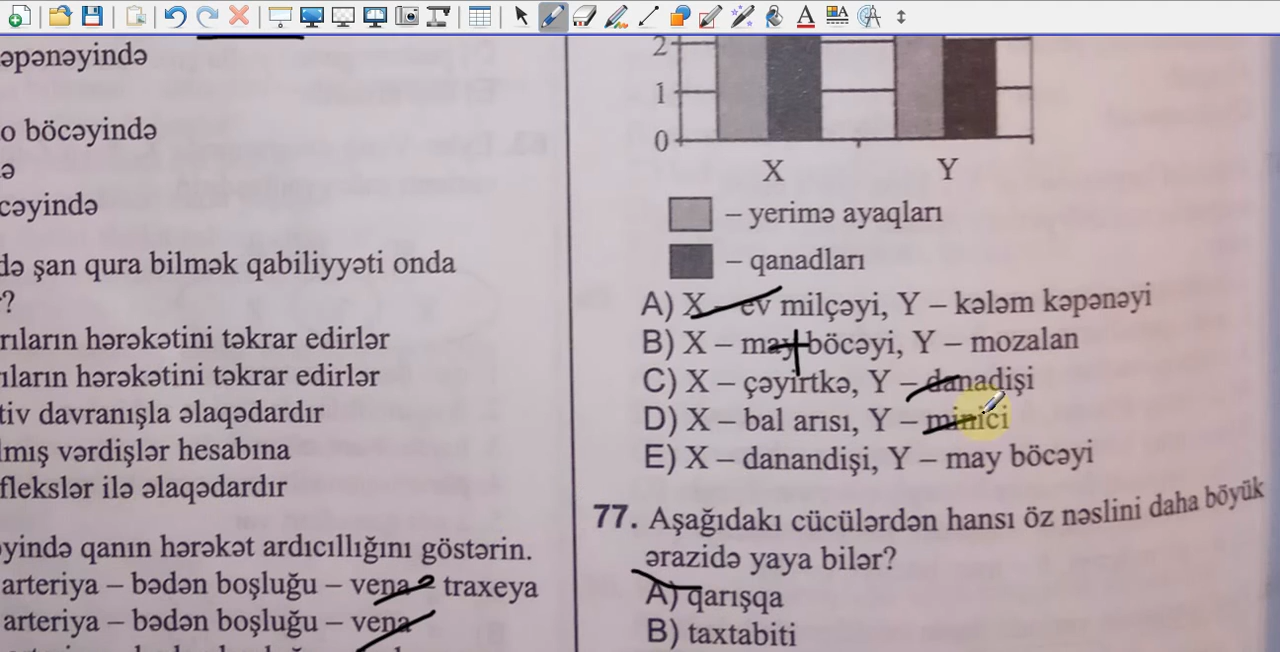 əpənəyində
o böcəyində
ə
cəyində
də şan qura bilmək qabiliyyəti onda
?
rıların hərəkətini təkrar edirlər
ıların hərəkətini təkrar edirlər
tiv davranışla əlaqədardır
lmış vərdişlər hesabına
flekslər ilə əlaqədardır
yində qanın hərəkət ardıcıllığını göstərin.
arteriya – bədən boşluğu – vena – traxeya
arteriya – bədən boşluğu – vena
2
1
0
X Y
– yerimə ayaqları
– qanadları
A) X – ev milçəyi, Y – kələm kəpənəyi
B) X – may böcəyi, Y – mozalan
C) X – çəyirtkə, Y – danadişi
D) X – bal arısı, Y – minici
E) X – danandişi, Y – may böcəyi
77. Aşağıdakı cücülərdən hansı öz nəslini daha böyük
ərazidə yaya bilər?
A) qarışqa
B) taxtabiti